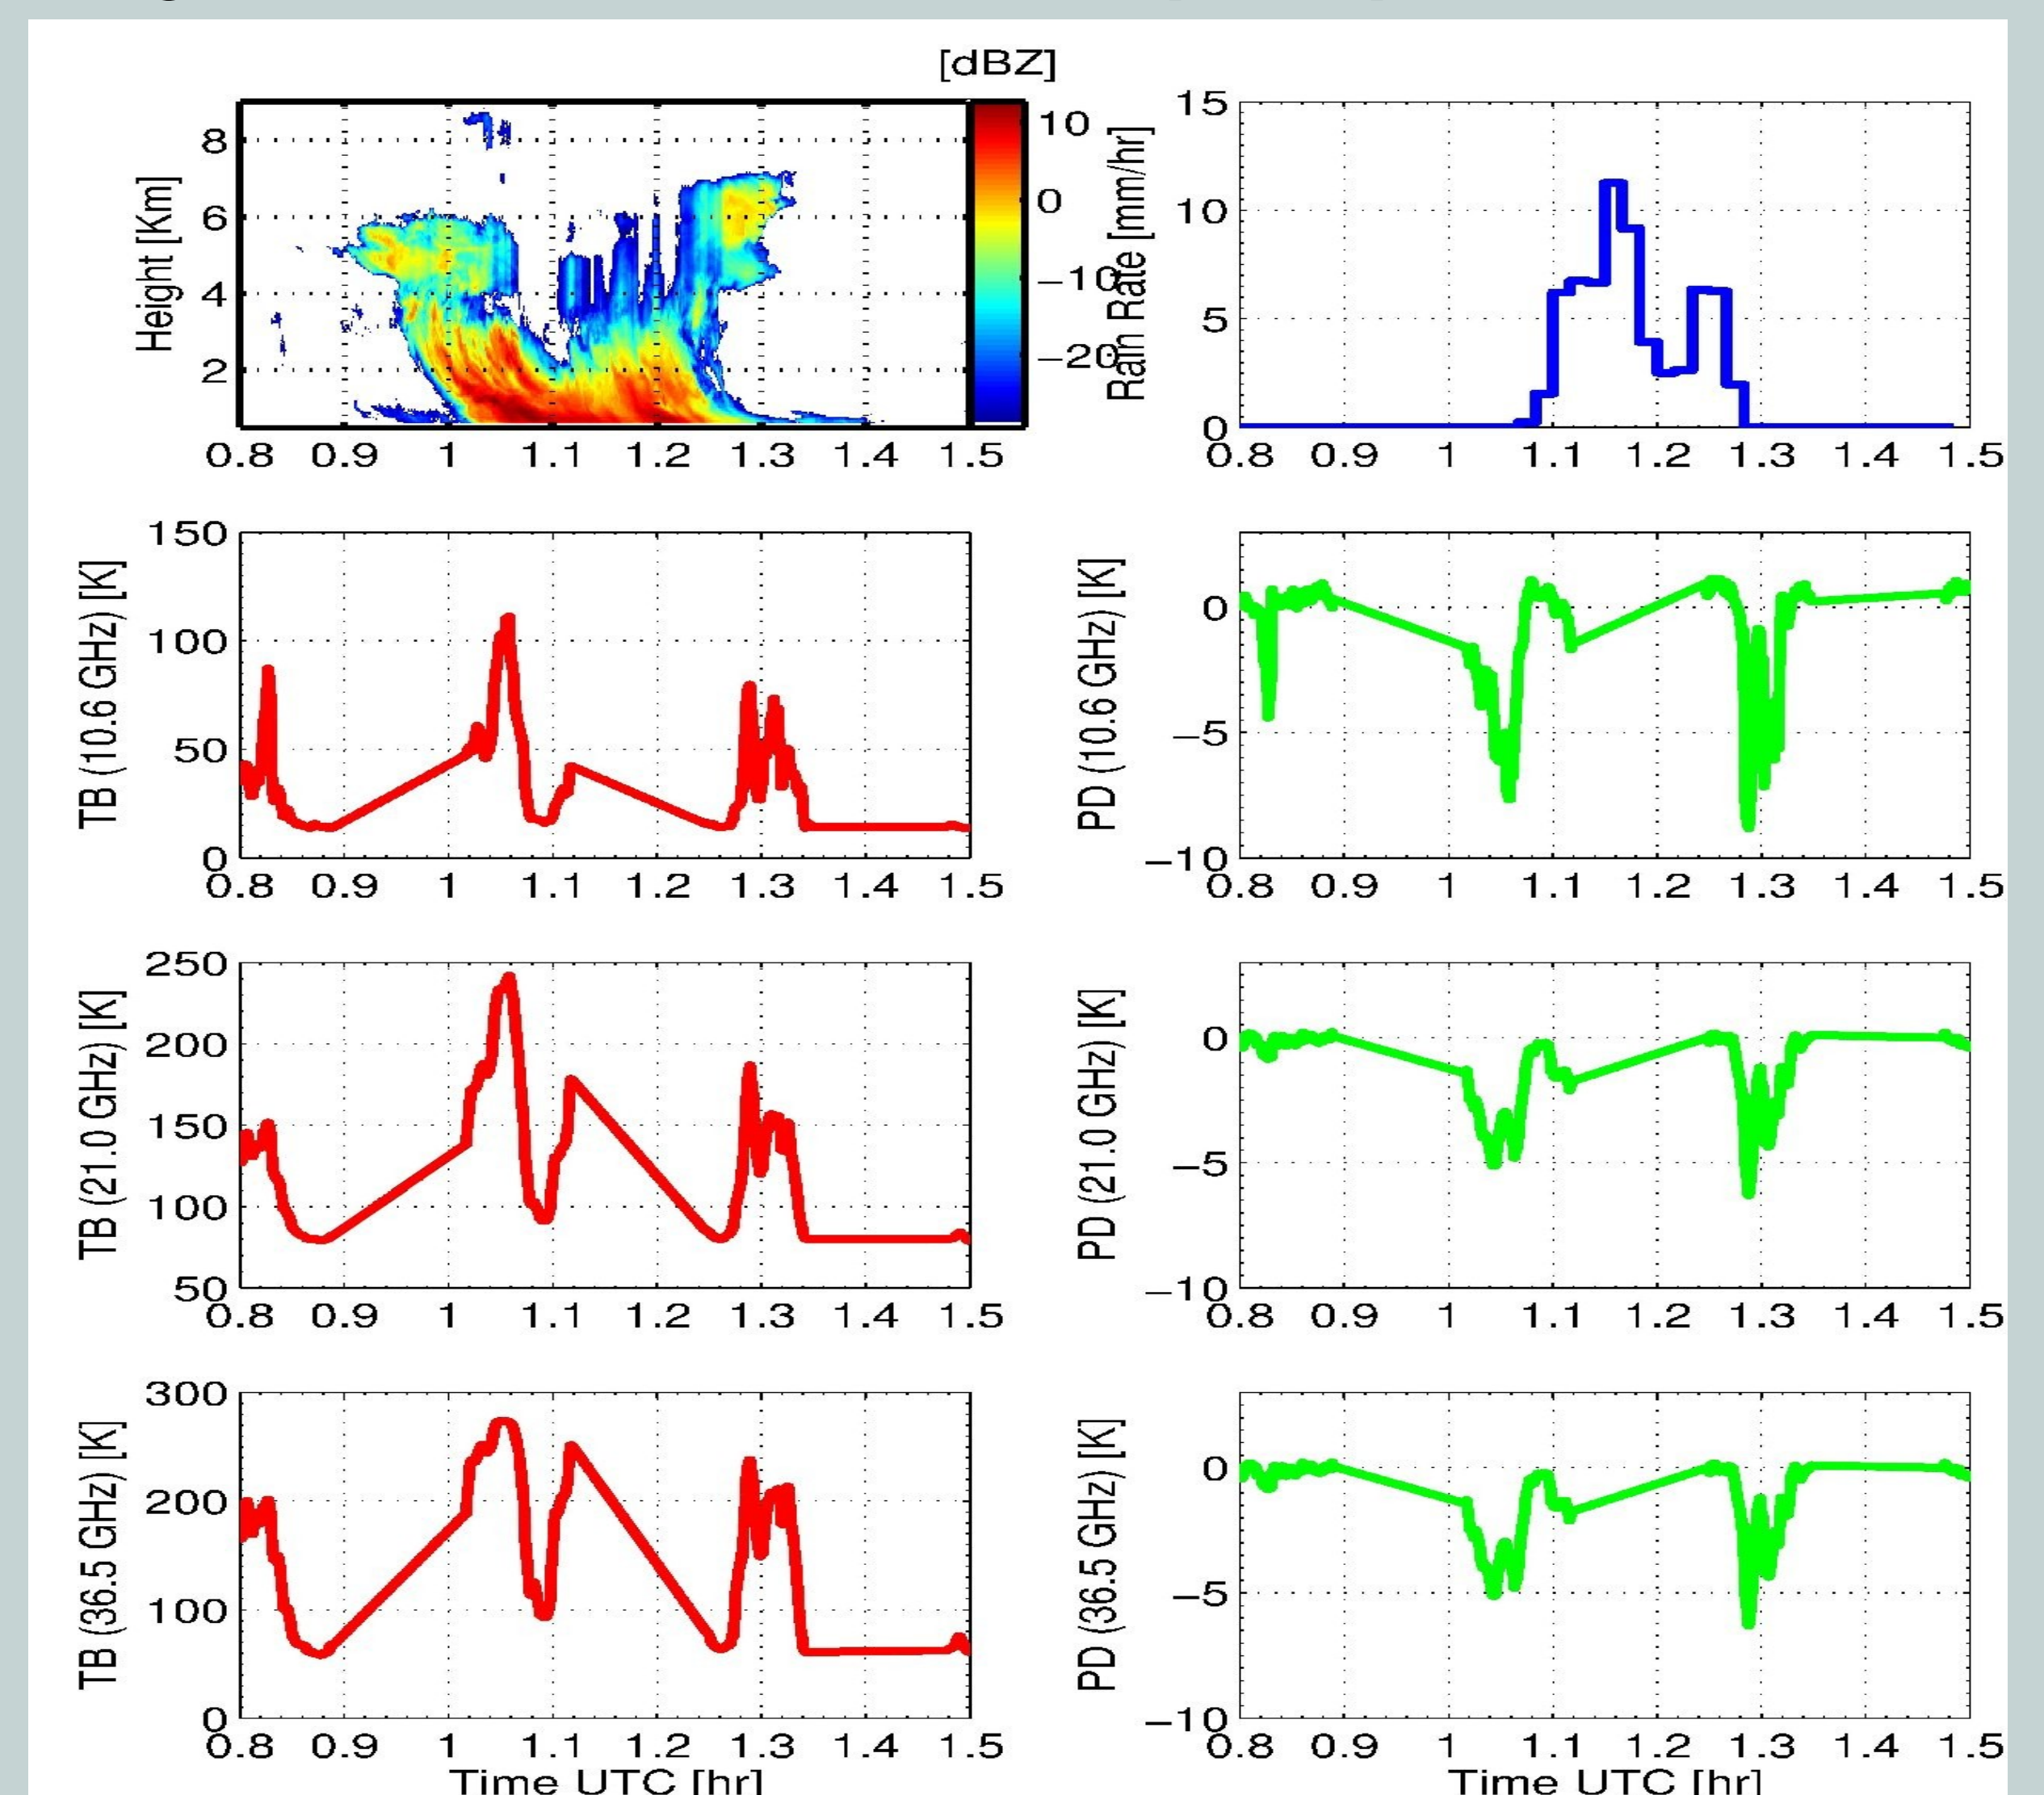 [dBZ]
Height [Km]
8
6
4
2
10
0
−10
−20
0.8 0.9 1 1.1 1.2 1.3 1.4 1.5
Rain Rate [mm/hr]
15
10
5
0
0.8 0.9 1 1.1 1.2 1.3 1.4 1.5
TB (10.6 GHz) [K]
150
100
50
0
0.8 0.9 1 1.1 1.2 1.3 1.4 1.5
PD (10.6 GHz) [K]
0
−5
−10
0.8 0.9 1 1.1 1.2 1.3 1.4 1.5
TB (21.0 GHz) [K]
250
200
150
100
50
0.8 0.9 1 1.1 1.2 1.3 1.4 1.5
PD (21.0 GHz) [K]
0
−5
−10
0.8 0.9 1 1.1 1.2 1.3 1.4 1.5
TB (36.5 GHz) [K]
300
200
100
0
0.8 0.9 1 1.1 1.2 1.3 1.4 1.5
Time UTC [hr]
PD (36.5 GHz) [K]
0
−5
−10
0.8 0.9 1 1.1 1.2 1.3 1.4 1.5
Time UTC [hr]